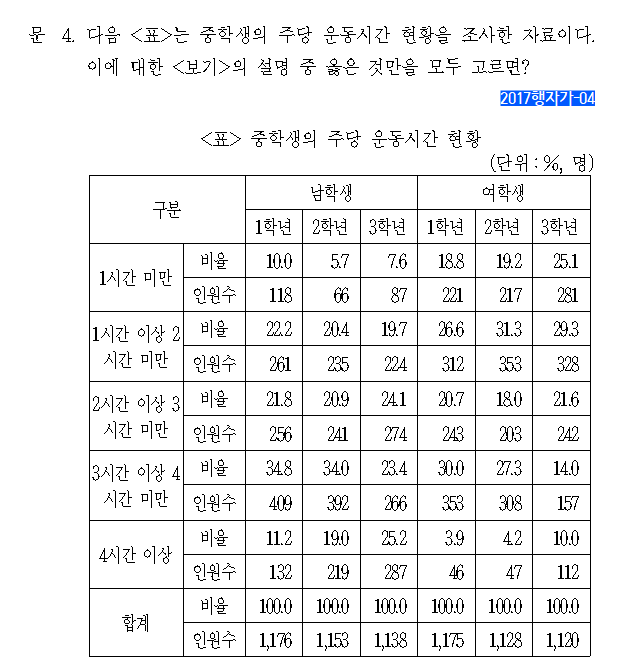 문 4. 다음 <표>는 중학생의 주당 운동시간 현황을 조사한 자료이다.
이에 대한 <보기>의 설명 중 옳은 것만을 모두 고르면?
2017행자가-04
<표> 중학생의 주당 운동시간 현황
(단위 : %, 명)
구분 남학생 여학생
1학년 2학년 3학년 1학년 2학년 3학년
1시간 미만 비율 10.0 5.7 7.6 18.8 19.2 25.1
인원수 118 66 87 221 217 281
1시간 이상 2시간 미만 비율 22.2 20.4 19.7 26.6 31.3 29.3
인원수 261 235 224 312 353 328
2시간 이상 3시간 미만 비율 21.8 20.9 24.1 20.7 18.0 21.6
인원수 256 241 274 243 203 242
3시간 이상 4시간 미만 비율 34.8 34.0 23.4 30.0 27.3 14.0
인원수 409 392 266 353 308 157
4시간 이상 비율 11.2 19.0 25.2 3.9 4.2 10.0
인원수 132 219 287 46 47 112
합계 비율 100.0 100.0 100.0 100.0 100.0 100.0
인원수 1,176 1,153 1,138 1,175 1,128 1,120